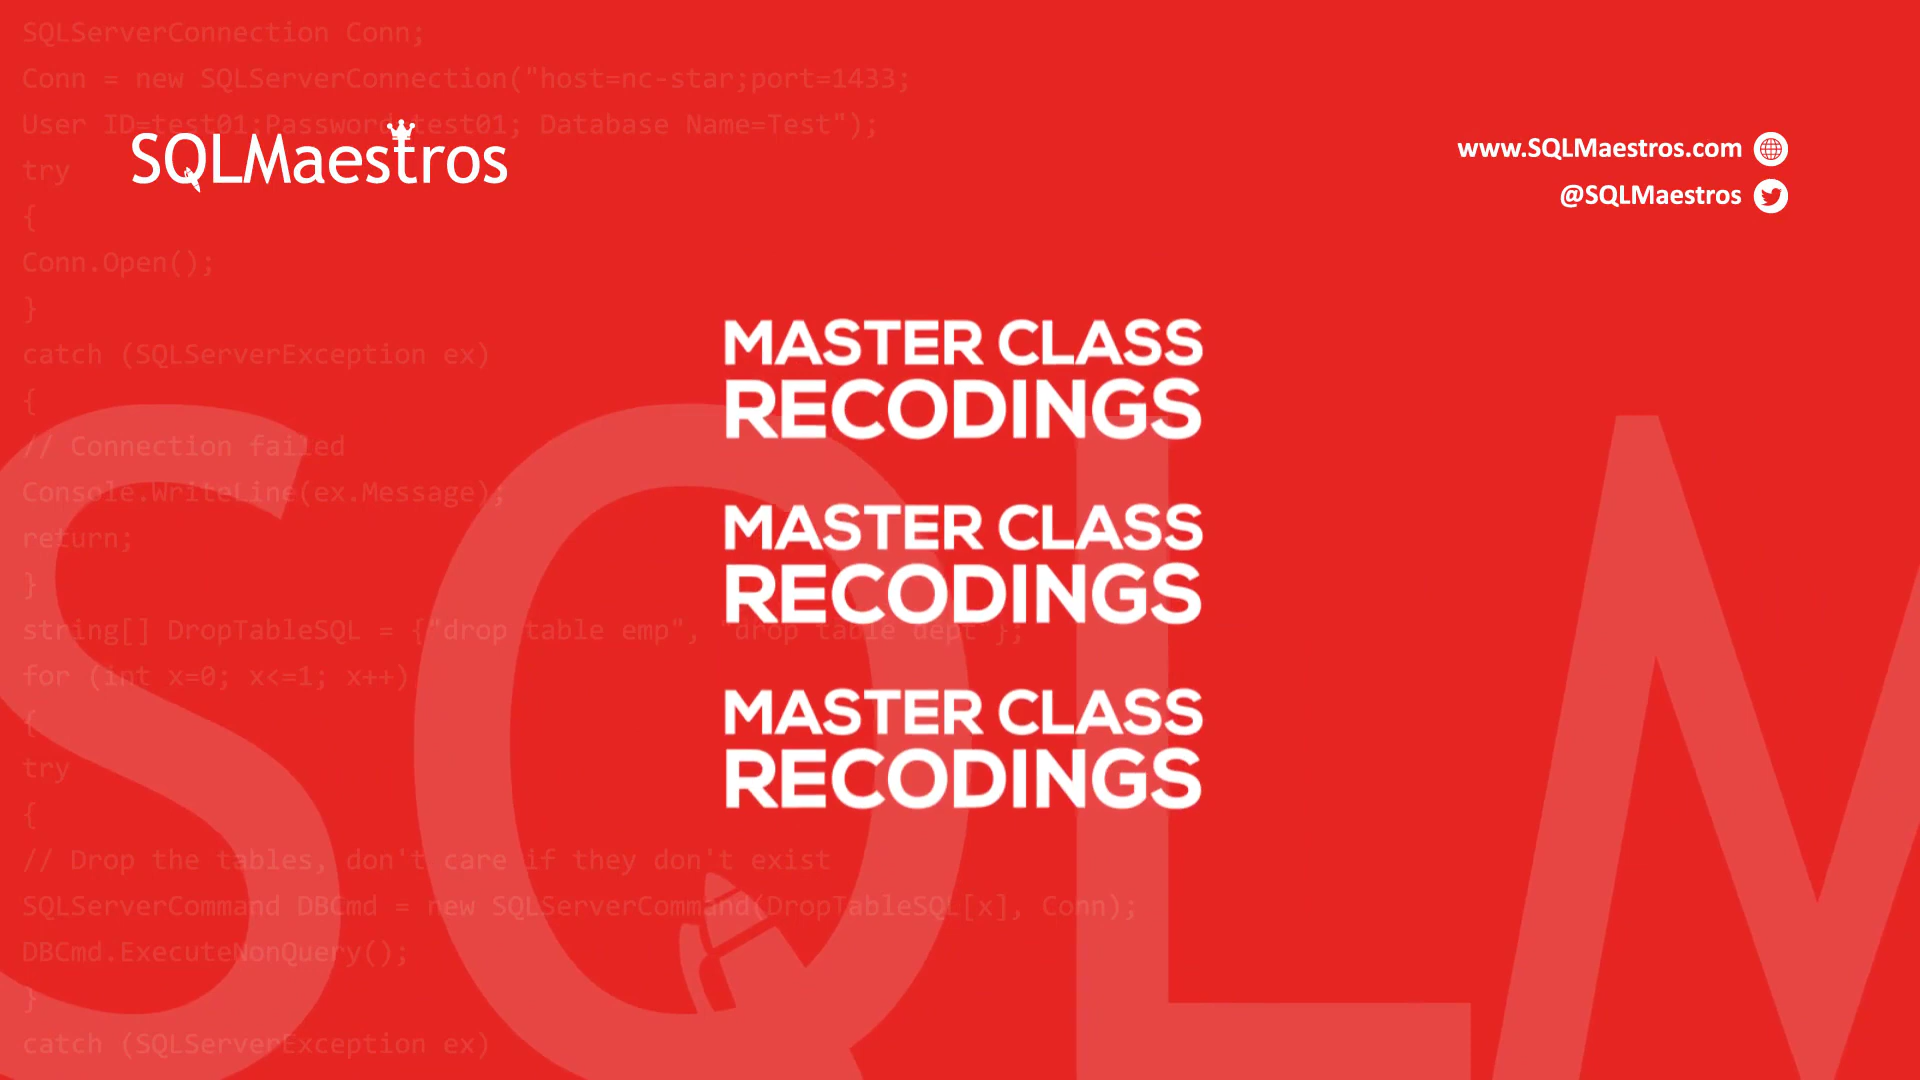 SQLServerConnection Conn;
Conn = new SQLServerConnection("host=nc-star;port=1433;
User ID=test01;Password=test01; Database Name=Test");
SQLMaestros
www.SQLMaestros.com
@SQLMaestros
try
{
Conn.Open();
}
catch (SQLServerException ex)
{
// Connection failed
Console.WriteLine(ex.Message);
return;
}
string[] DropTableSQL = {"drop table emp", "drop table dept"};
for (int x=0; x<=1; x++)
{
try
{
// Drop the tables, don't care if they don't exist
SQLServerCommand DBCmd = new SQLServerCommand(DropTableSQL[x], Conn);
DBCmd.ExecuteNonQuery();
}
catch (SQLServerException ex)
MASTER CLASS
RECODINGS
MASTER CLASS
RECODINGS
MASTER CLASS
RECODINGS
SQLM